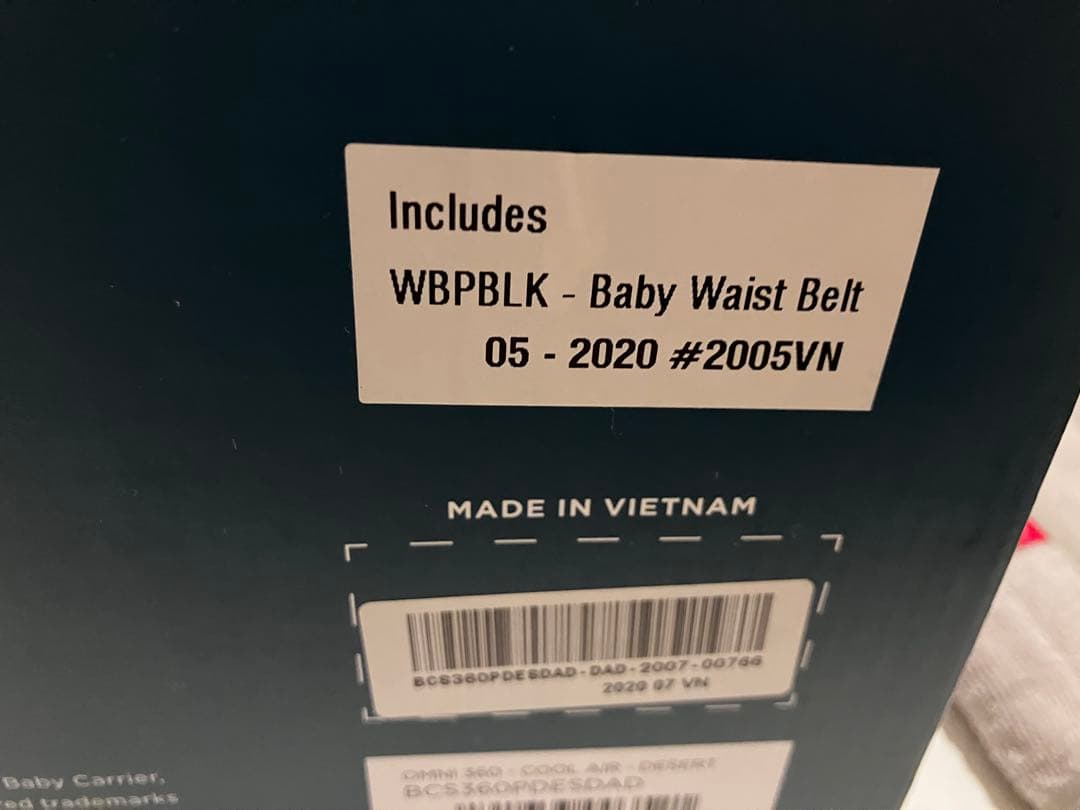 Includes
WBPBLK - Baby Waist Belt
05 - 2020 #2005VN
MADE IN VIETNAM
BCS360PDESDAD-DAD-2007-00766
2020 07 VN
OMNI 360 - COOL AIR - DESERT
BCS360PDESDAD
Baby Carrier,
ed trademarks